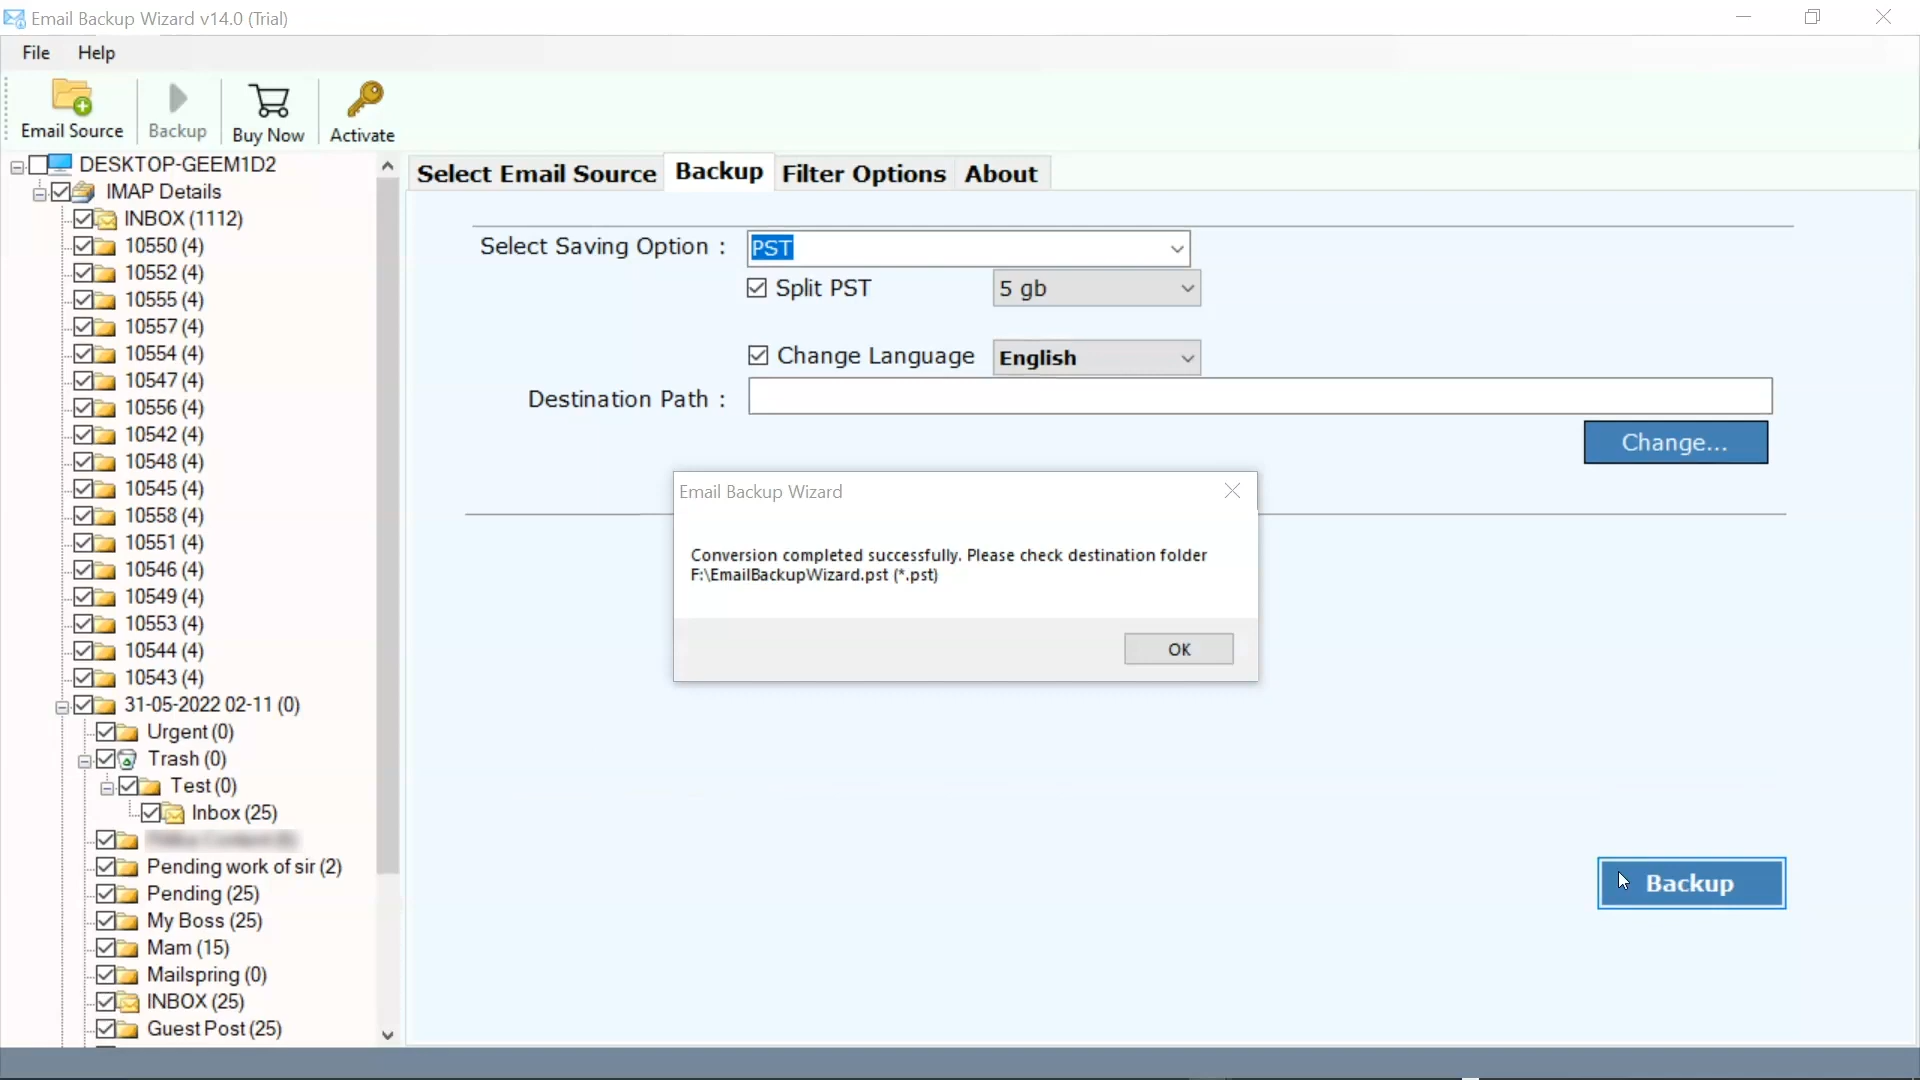 Email Backup Wizard v14.0 (Trial)
File Help
Email Source Backup Buy Now Activate
DESKTOP-GEEM1D2
IMAP Details
INBOX (1112)
10550 (4)
10552 (4)
10555 (4)
10557 (4)
10554 (4)
10547 (4)
10556 (4)
10542 (4)
10548 (4)
10545 (4)
10558 (4)
10551 (4)
10546 (4)
10549 (4)
10553 (4)
10544 (4)
10543 (4)
31-05-2022 02-11 (0)
Urgent (0)
Trash (0)
Test (0)
Inbox (25)
Pending work of sir (2)
Pending (25)
My Boss (25)
Mam (15)
Mailspring (0)
INBOX (25)
Guest Post (25)
Select Email Source Backup Filter Options About
Select Saving Option : PST
Split PST 5 gb
Change Language English
Destination Path :
Change...
Email Backup Wizard
Conversion completed successfully. Please check destination folder
F:\EmailBackupWizard.pst (*.pst)
OK
Backup